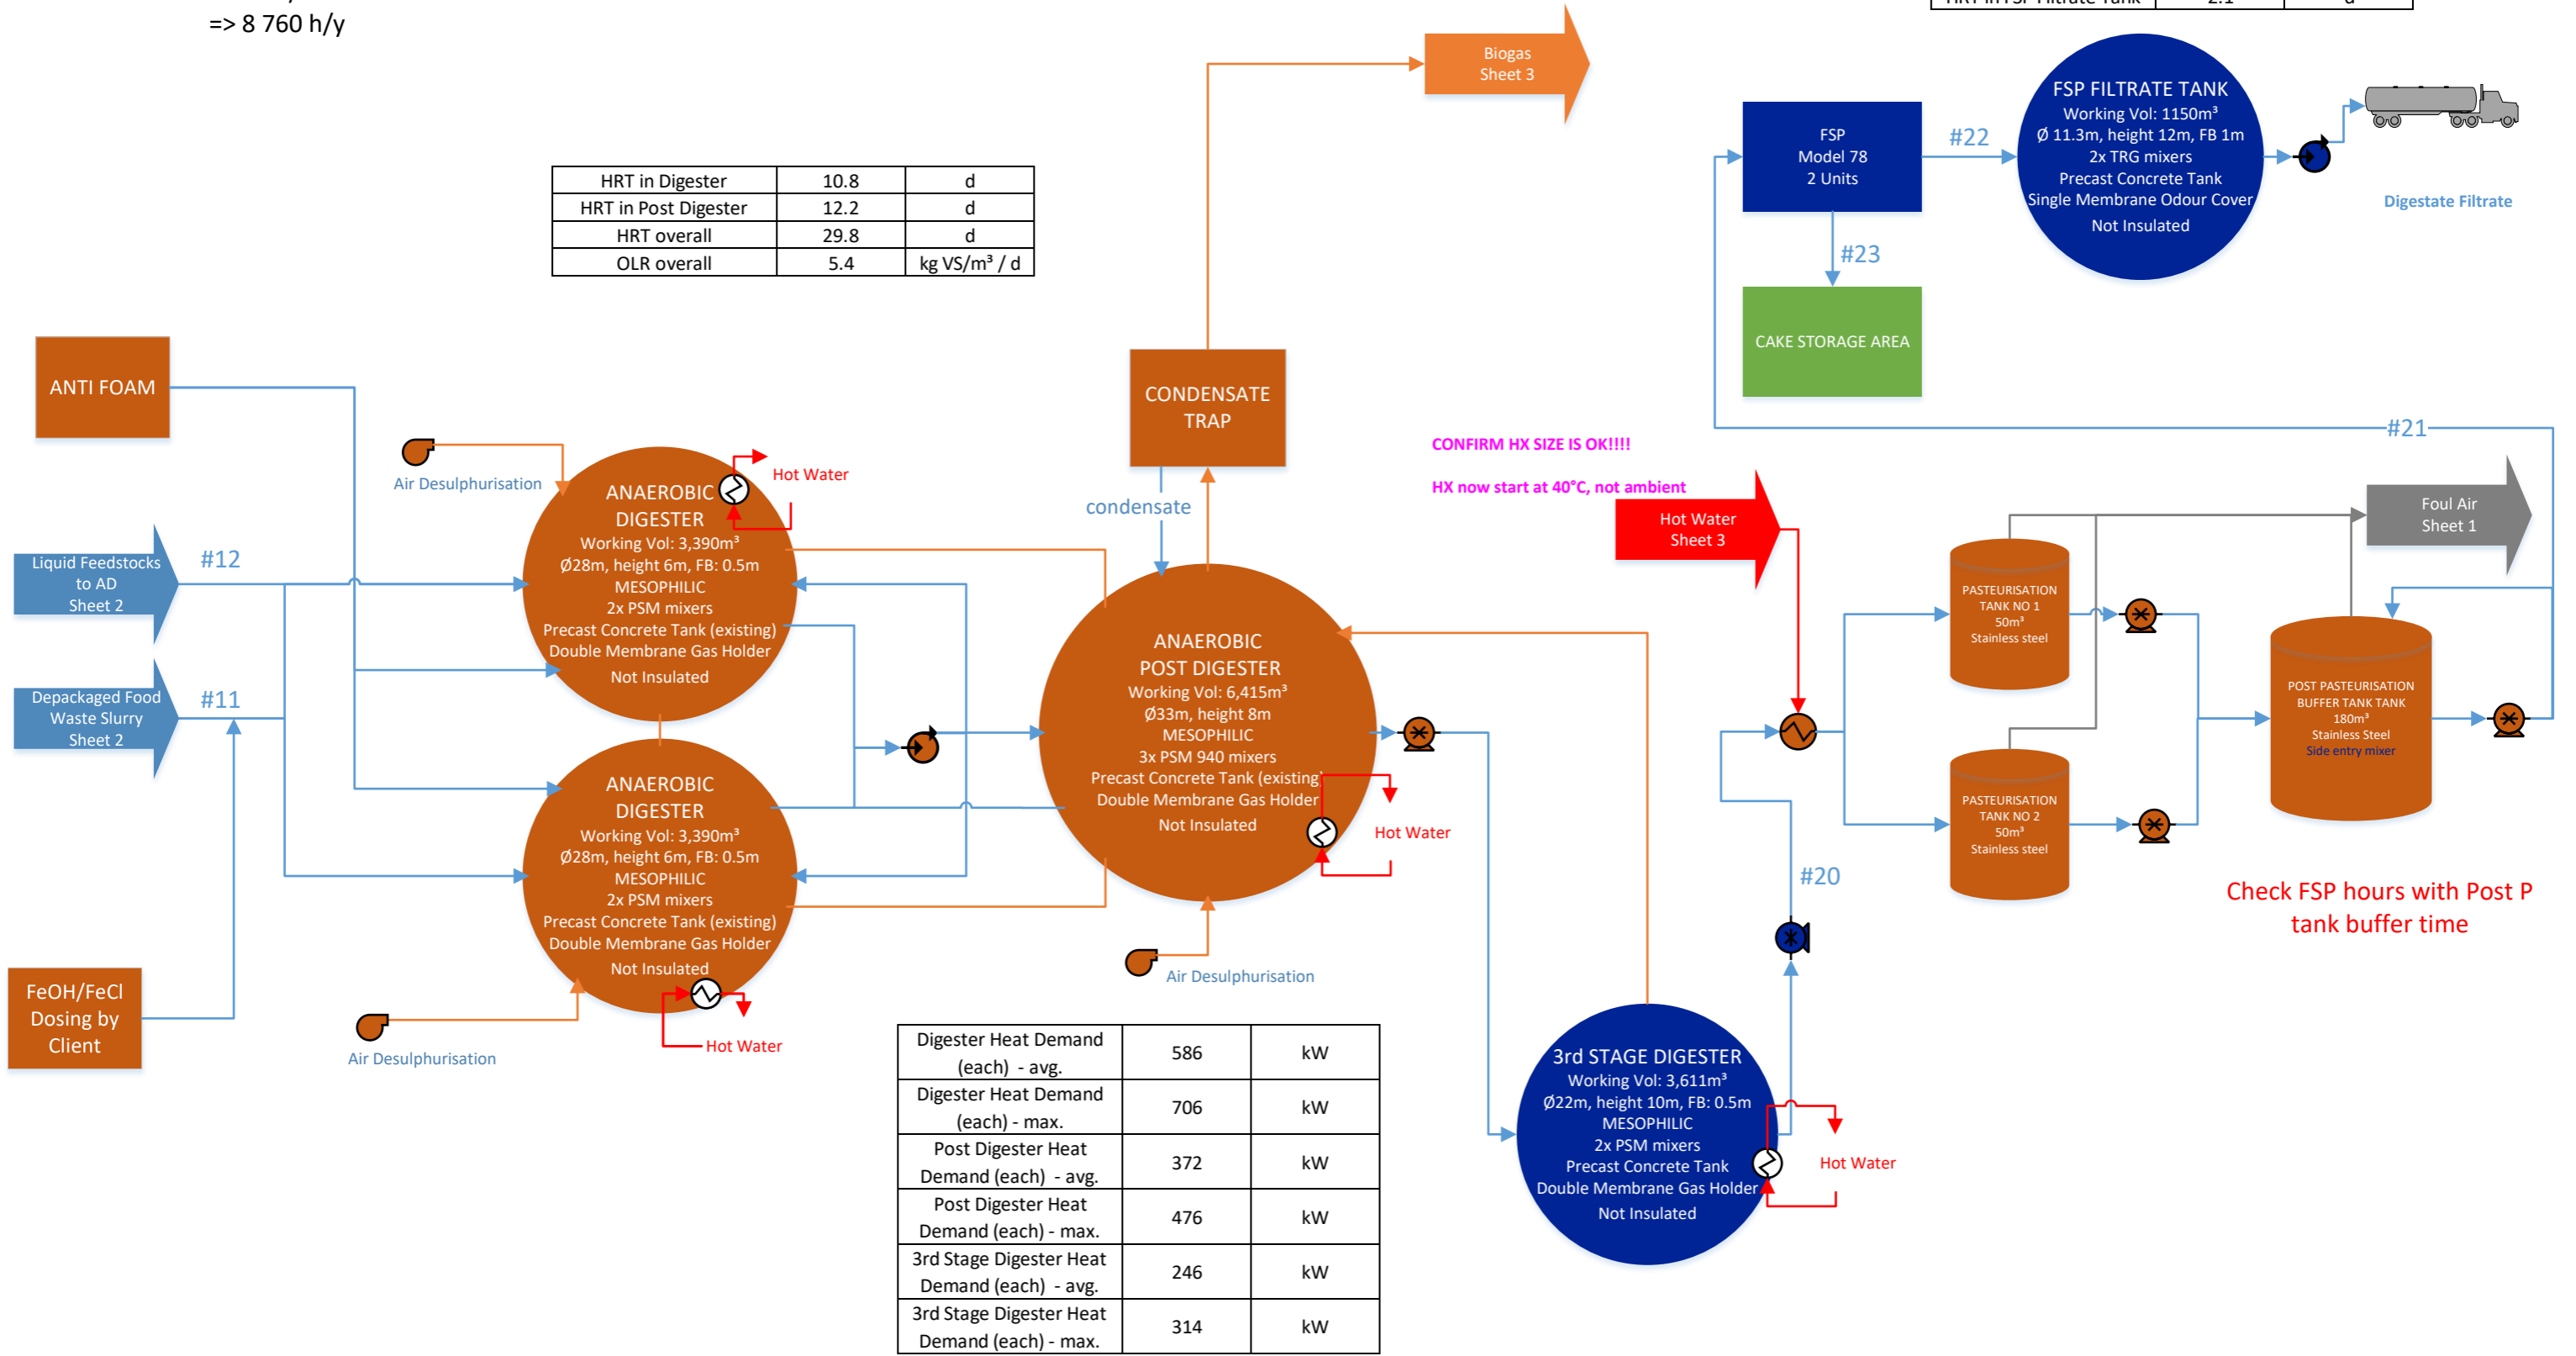 => 8 760 h/y
HRT in FSP Filtrate Tank 2.1 d
Biogas
Sheet 3
FSP
Model 78
2 Units
#22
FSP FILTRATE TANK
Working Vol: 1150m³
Ø 11.3m, height 12m, FB 1m
2x TRG mixers
Precast Concrete Tank
Single Membrane Odour Cover
Not Insulated
Digestate Filtrate
#23
CAKE STORAGE AREA
HRT in Digester 10.8 d
HRT in Post Digester 12.2 d
HRT overall 29.8 d
OLR overall 5.4 kg VS/m³ / d
ANTI FOAM
CONDENSATE
TRAP
condensate
CONFIRM HX SIZE IS OK!!!!
HX now start at 40°C, not ambient
#21
Air Desulphurisation
Hot Water
ANAEROBIC
DIGESTER
Working Vol: 3,390m³
Ø28m, height 6m, FB: 0.5m
MESOPHILIC
2x PSM mixers
Precast Concrete Tank (existing)
Double Membrane Gas Holder
Not Insulated
Liquid Feedstocks
to AD
Sheet 2
#12
Depackaged Food
Waste Slurry
Sheet 2
#11
FeOH/FeCl
Dosing by
Client
ANAEROBIC
DIGESTER
Working Vol: 3,390m³
Ø28m, height 6m, FB: 0.5m
MESOPHILIC
2x PSM mixers
Precast Concrete Tank (existing)
Double Membrane Gas Holder
Not Insulated
Air Desulphurisation
Hot Water
ANAEROBIC
POST DIGESTER
Working Vol: 6,415m³
Ø33m, height 8m
MESOPHILIC
3x PSM 940 mixers
Precast Concrete Tank (existing)
Double Membrane Gas Holder
Not Insulated
Hot Water
Air Desulphurisation
Hot Water
Sheet 3
Foul Air
Sheet 1
PASTEURISATION
TANK NO 1
50m³
Stainless steel
PASTEURISATION
TANK NO 2
50m³
Stainless steel
POST PASTEURISATION
BUFFER TANK TANK
180m³
Stainless Steel
Side entry mixer
#20
Check FSP hours with Post P
tank buffer time
3rd STAGE DIGESTER
Working Vol: 3,611m³
Ø22m, height 10m, FB: 0.5m
MESOPHILIC
2x PSM mixers
Precast Concrete Tank
Double Membrane Gas Holder
Not Insulated
Hot Water
Digester Heat Demand
(each) - avg. 586 kW
Digester Heat Demand
(each) - max. 706 kW
Post Digester Heat
Demand (each) - avg. 372 kW
Post Digester Heat
Demand (each) - max. 476 kW
3rd Stage Digester Heat
Demand (each) - avg. 246 kW
3rd Stage Digester Heat
Demand (each) - max. 314 kW